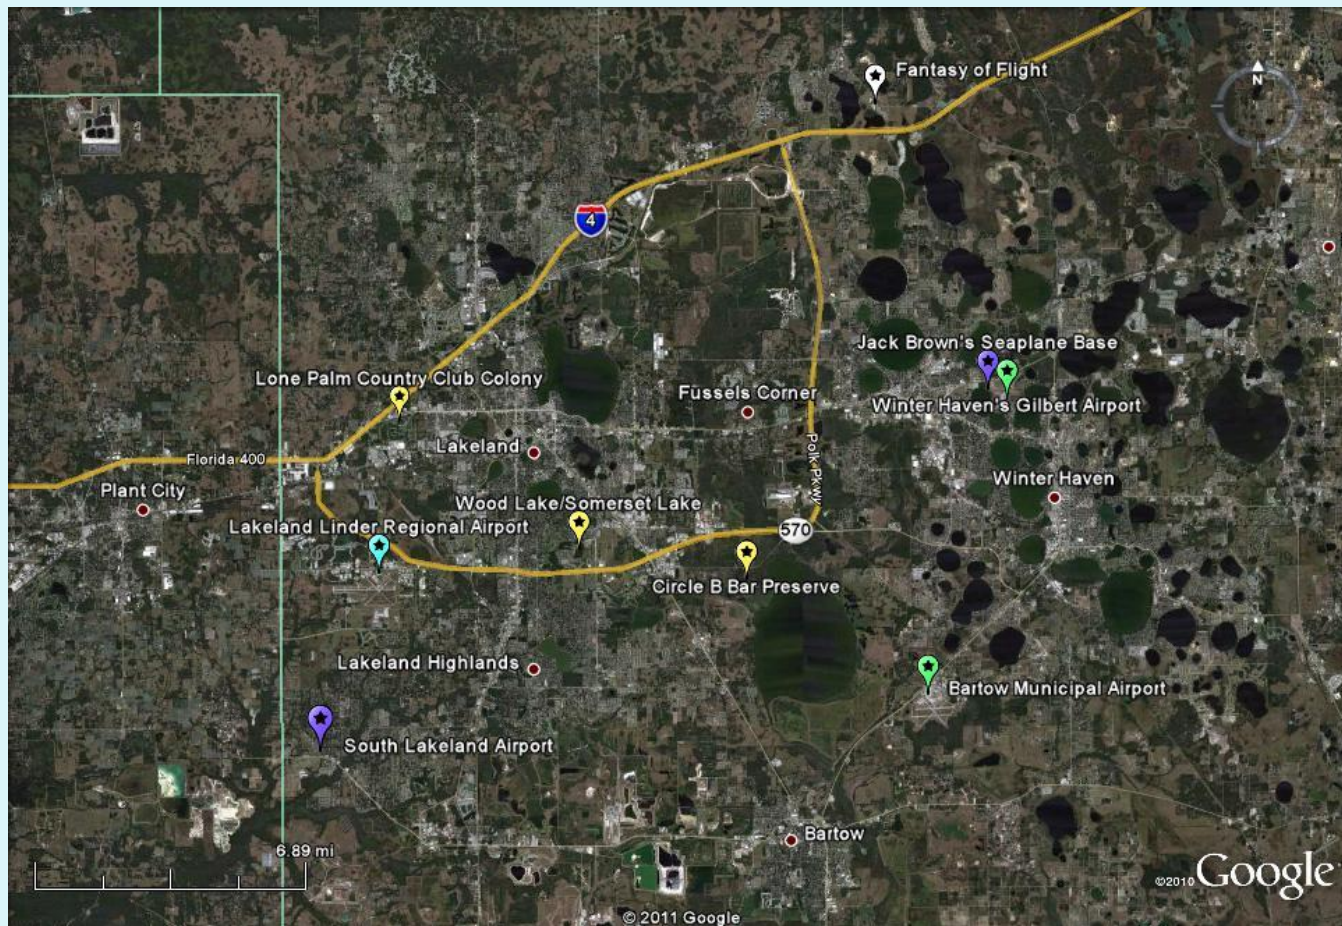 Fantasy of Flight
N
4
Jack Brown's Seaplane Base
Lone Palm Country Club Colony
Fussels Corner
Winter Haven's Gilbert Airport
Lakeland
Florida 400
Polk Pkwy
Plant City
Winter Haven
Wood Lake/Somerset Lake
Lakeland Linder Regional Airport
570
Circle B Bar Preserve
Lakeland Highlands
Bartow Municipal Airport
South Lakeland Airport
Bartow
6.89 mi
©2010 Google
© 2011 Google